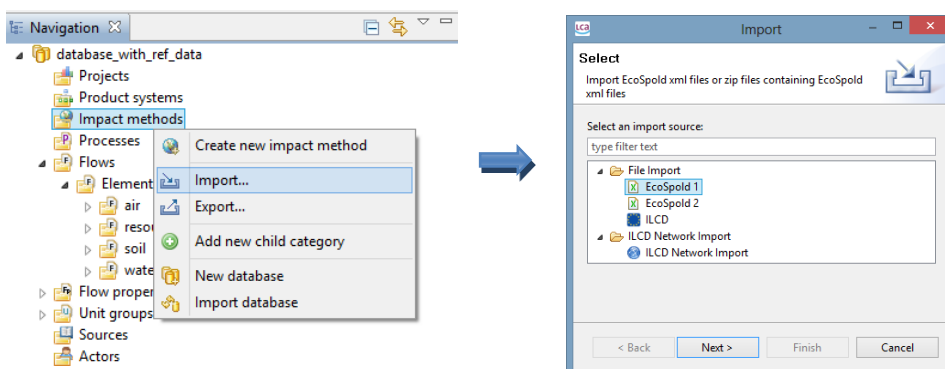 Navigation
database_with_ref_data
Projects
Product systems
Impact methods
Processes
Flows
Element
air
reso
soil
wate
Flow proper
Unit groups
Sources
Actors
Create new impact method
Import...
Export...
Add new child category
New database
Import database
LCA
Import
Select
Import EcoSpold xml files or zip files containing EcoSpold
xml files
Select an import source:
type filter text
File Import
EcoSpold 1
EcoSpold 2
ILCD
ILCD Network Import
ILCD Network Import
< Back
Next >
Finish
Cancel